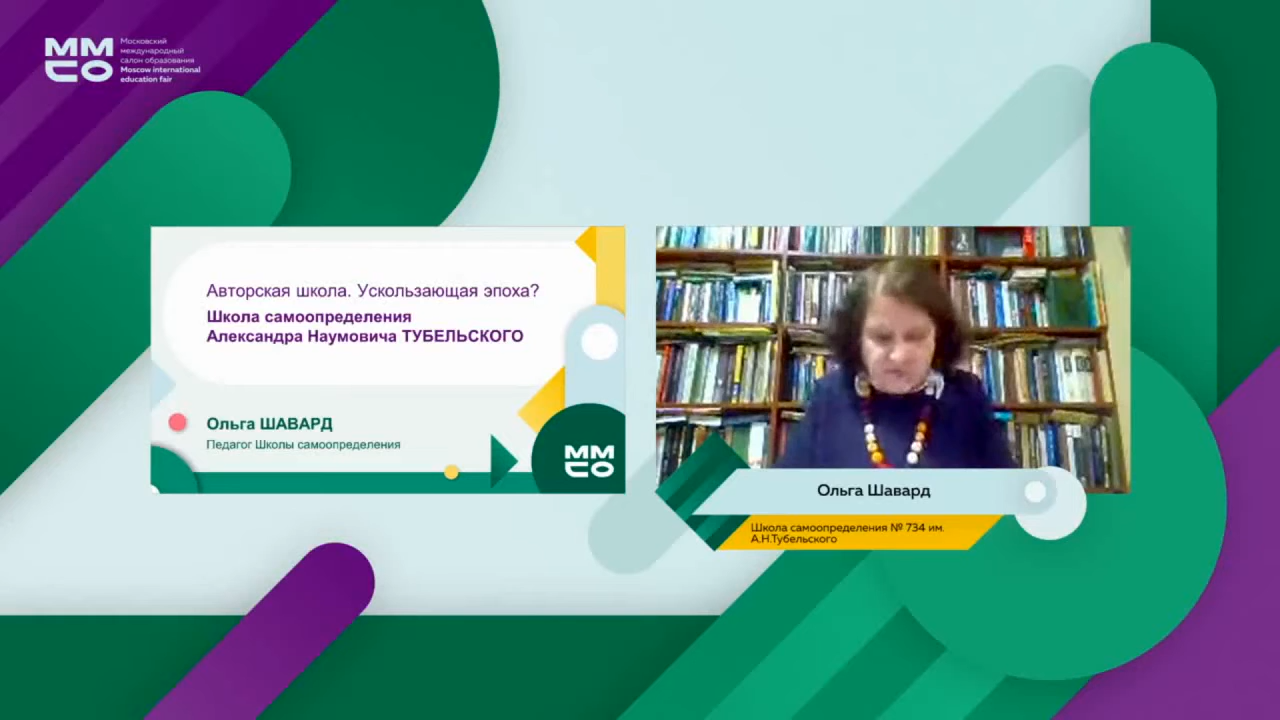 ММ
СО
Московский
международный
салон образования
Moscow international
education fair
Авторская школа. Ускользающая эпоха?
Школа самоопределения
Александра Наумовича ТУБЕЛЬСКОГО
Ольга ШАВАРД
Педагог Школы самоопределения
ММ
СО
Ольга Шавард
Школа самоопределения № 734 им.
А.Н.Тубельского